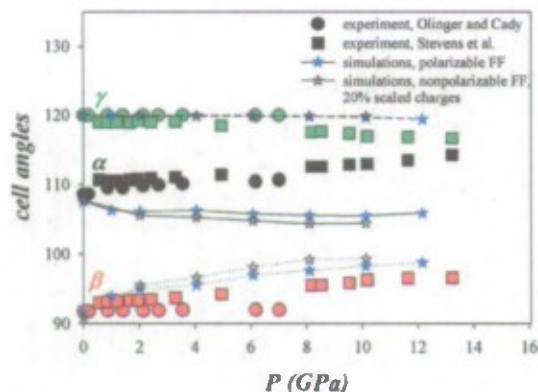 experiment, Olinger and Cady
experiment, Stevens et al.
simulations, polarizable FF
simulations, nonpolarizable FF,
20% scaled charges
130
120
110
100
90
cell angles
γ
α
β
0 2 4 6 8 10 12 14 16
P (GPa)